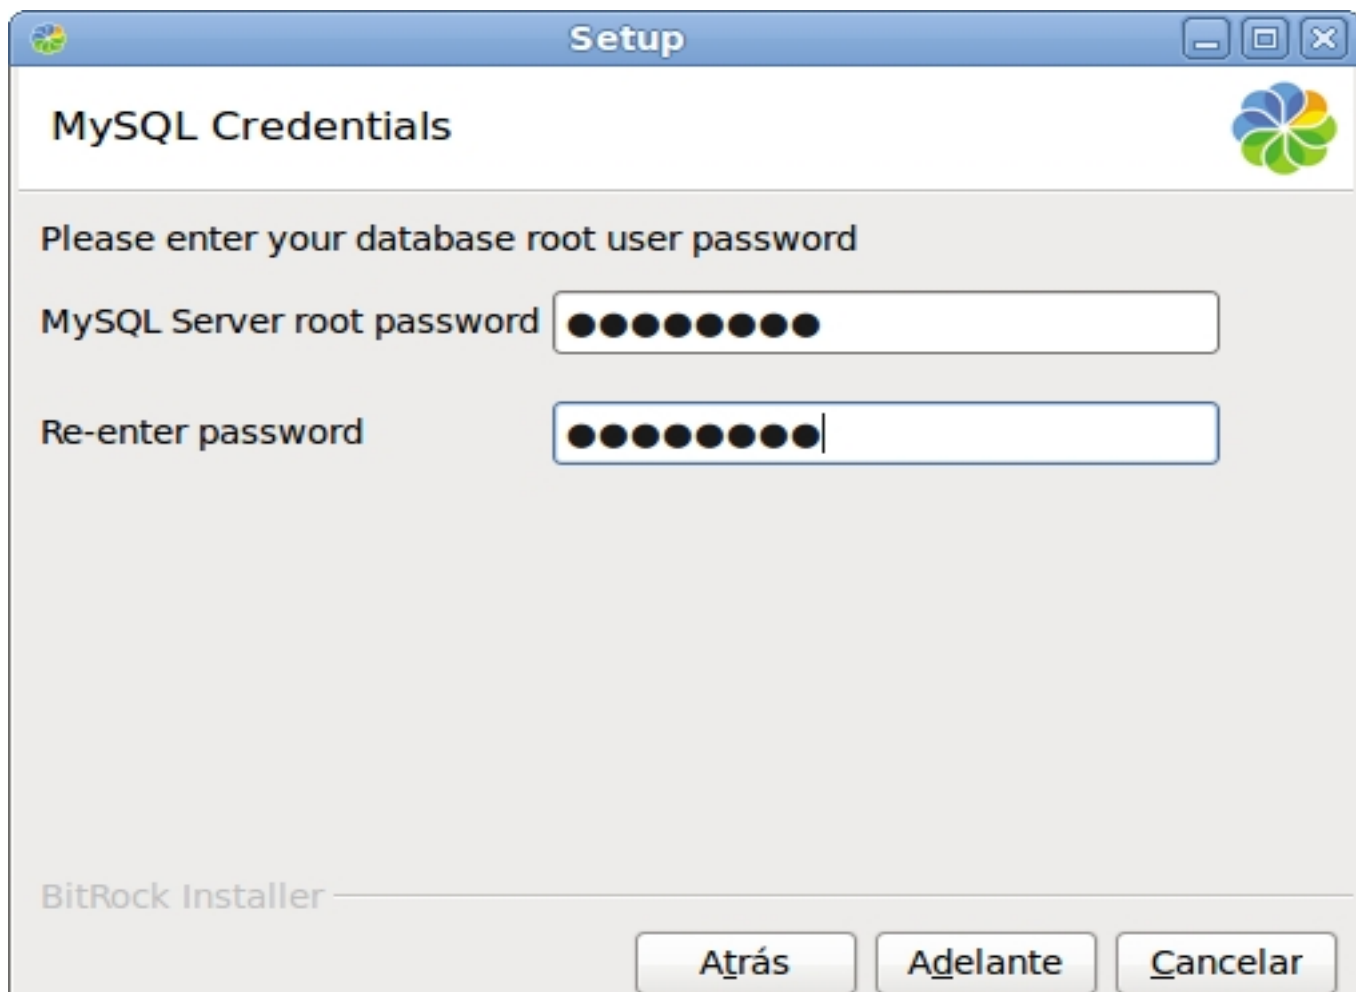 Setup
MySQL Credentials
Please enter your database root user password
MySQL Server root password ●●●●●●●●
Re-enter password ●●●●●●●●
BitRock Installer
Atrás Adelante Cancelar